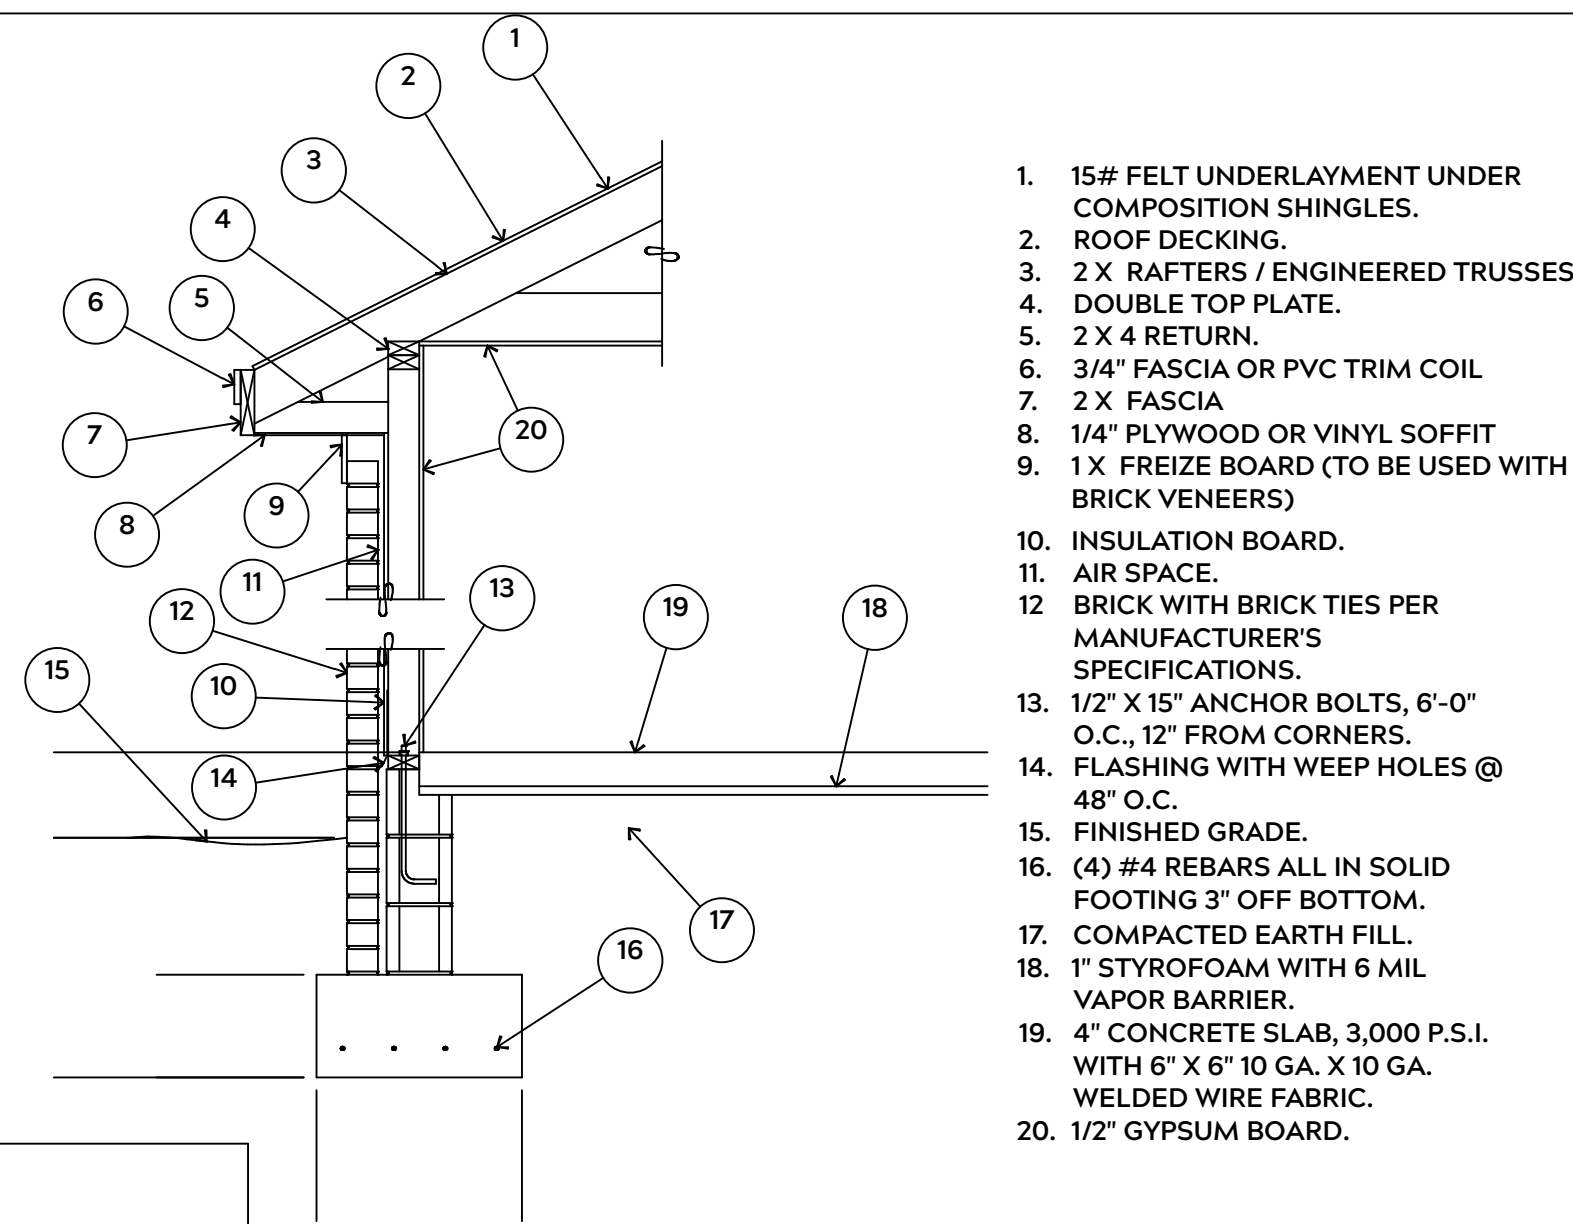 1
2
3
4
5
6
7
20
8
9
11
12
13
19
18
15
10
14
17
16
1. 15# FELT UNDERLAYMENT UNDER
COMPOSITION SHINGLES.
2. ROOF DECKING.
3. 2 X RAFTERS / ENGINEERED TRUSSES
4. DOUBLE TOP PLATE.
5. 2 X 4 RETURN.
6. 3/4" FASCIA OR PVC TRIM COIL
7. 2 X FASCIA
8. 1/4" PLYWOOD OR VINYL SOFFIT
9. 1 X FREIZE BOARD (TO BE USED WITH
BRICK VENEERS)
10. INSULATION BOARD.
11. AIR SPACE.
12 BRICK WITH BRICK TIES PER
MANUFACTURER'S
SPECIFICATIONS.
13. 1/2" X 15" ANCHOR BOLTS, 6'-0"
O.C., 12" FROM CORNERS.
14. FLASHING WITH WEEP HOLES @
48" O.C.
15. FINISHED GRADE.
16. (4) #4 REBARS ALL IN SOLID
FOOTING 3" OFF BOTTOM.
17. COMPACTED EARTH FILL.
18. 1" STYROFOAM WITH 6 MIL
VAPOR BARRIER.
19. 4" CONCRETE SLAB, 3,000 P.S.I.
WITH 6" X 6" 10 GA. X 10 GA.
WELDED WIRE FABRIC.
20. 1/2" GYPSUM BOARD.